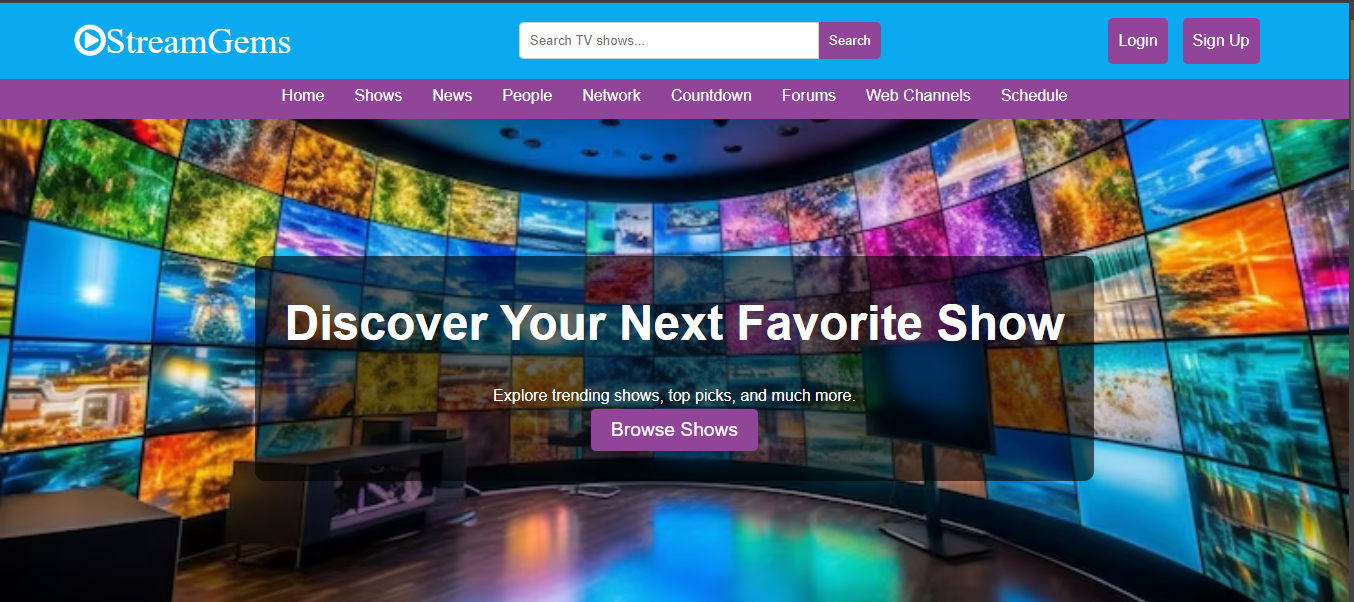 StreamGems
Search TV shows...
Search
Login
Sign Up
Home Shows News People Network Countdown Forums Web Channels Schedule
Discover Your Next Favorite Show
Explore trending shows, top picks, and much more.
Browse Shows